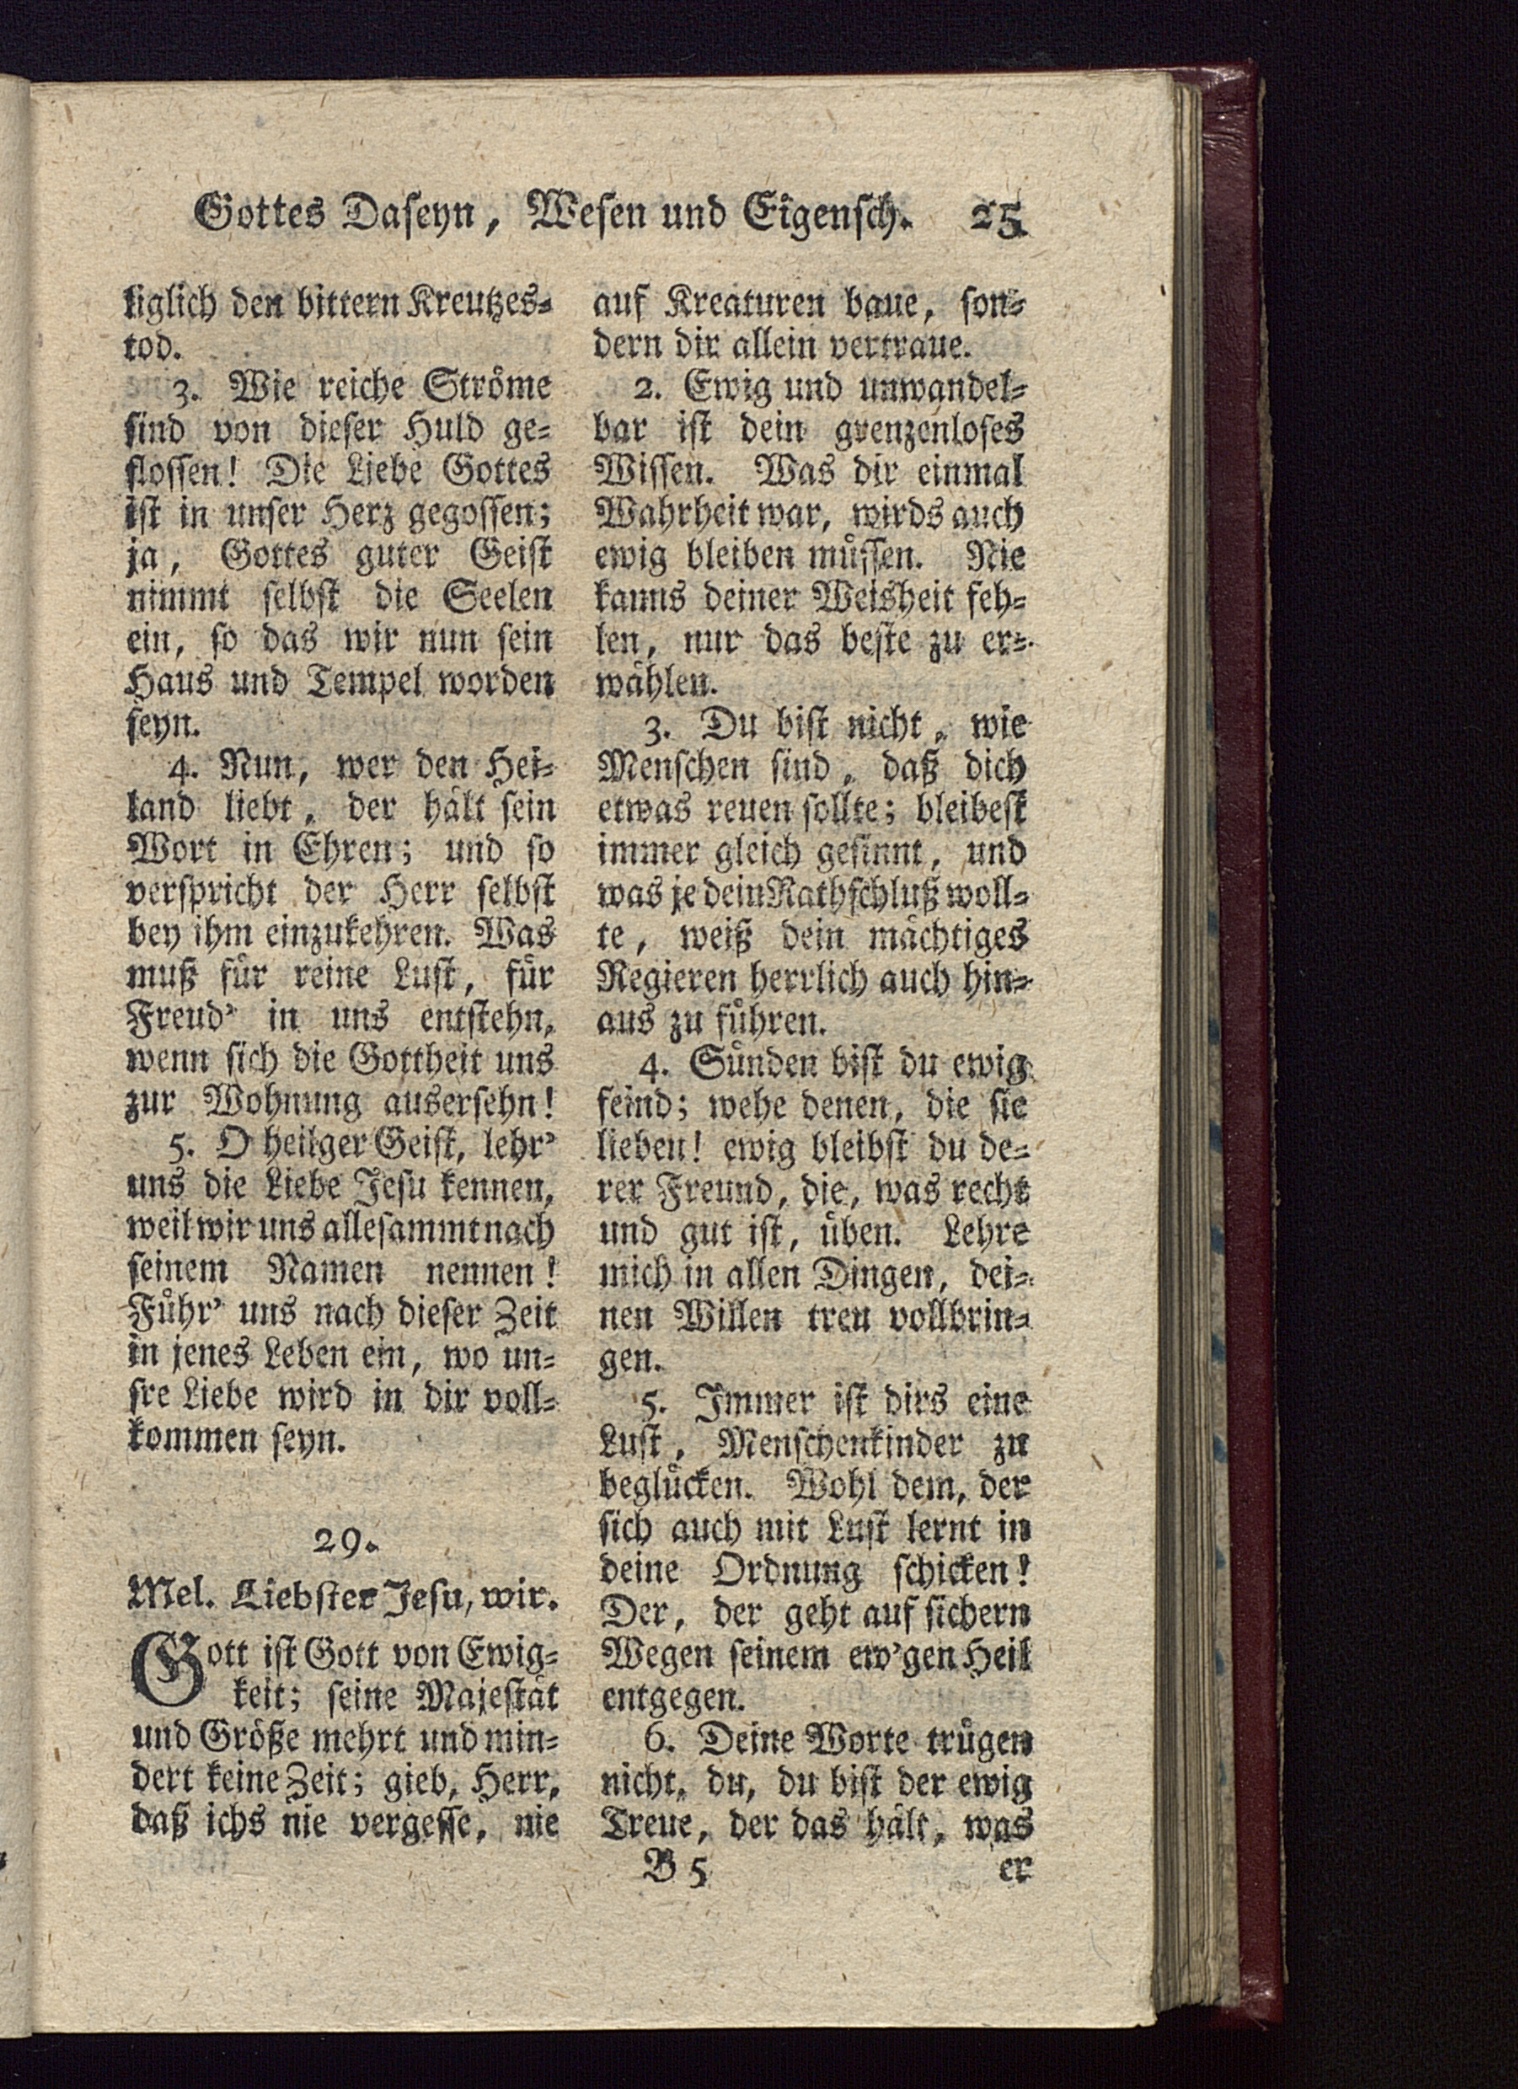 Gottes Daseyn, Wesen und Eigensch. 25
tiglich den bittern Kreutzes-
tod.
3. Wie reiche Ströme
sind von dieser Huld ge-
flossen! Die Liebe Gottes
ist in unser Herz gegossen;
ja, Gottes guter Geist
nimmt selbst die Seelen
ein, so das wir nun sein
Haus und Tempel worden
seyn.
4. Nun, wer den Hei-
land liebt, der hält sein
Wort in Ehren; und so
verspricht der Herr selbst
bey ihm einzukehren. Was
muß für reine Lust, für
Freud' in uns entstehn,
wenn sich die Gottheit uns
zur Wohnung ausersehn!
5. O heilger Geist, lehr'
uns die Liebe Jesu kennen,
weil wir uns allesammt nach
seinem Namen nennen!
Führ' uns nach dieser Zeit
in jenes Leben ein, wo un-
sre Liebe wird in dir voll-
kommen seyn.
29.
Mel. Liebster Jesu, wir.
Gott ist Gott von Ewig-
keit; seine Majestät
und Größe mehrt und min-
dert keine Zeit; gieb, Herr,
daß ichs nie vergesse, nie
auf Kreaturen baue, son-
dern dir allein vertraue.
2. Ewig und unwandel-
bar ist dein grenzenloses
Wissen. Was dir einmal
Wahrheit war, wirds auch
ewig bleiben müssen. Nie
kanns deiner Weisheit feh-
len, nur das beste zu er-
wählen.
3. Du bist nicht, wie
Menschen sind, daß dich
etwas reuen sollte; bleibest
immer gleich gesinnt, und
was je dein Rathschluß woll-
te, weiß dein mächtiges
Regieren herrlich auch hin-
aus zu führen.
4. Sünden bist du ewig
feind; wehe denen, die sie
lieben! ewig bleibst du de-
rer Freund, die, was recht
und gut ist, üben. Lehre
mich in allen Dingen, dei-
nen Willen treu vollbrin-
gen.
5. Immer ist dirs eine
Lust, Menschenkinder zu
beglücken. Wohl dem, der
sich auch mit Lust lernt in
deine Ordnung schicken!
Der, der geht auf sichern
Wegen seinem ew'gen Heil
entgegen.
6. Deine Worte trügen
nicht, du, du bist der ewig
Treue, der das hält, was
B 5 er